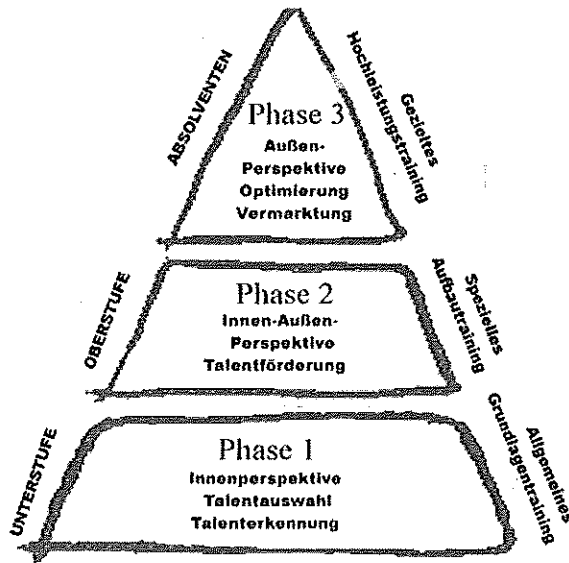 ABSOLVENTEN
Phase 3
Außen-
Perspektive
Optimierung
Vermarktung
Gezieltes
Hochleistungstraining
OBERSTUFE
Phase 2
Innen-Außen-
Perspektive
Talentförderung
Spezielles
Aufbautraining
UNTERSTUFE
Phase 1
Innenperspektive
Talentauswahl
Talenterkennung
Allgemeines
Grundlagentraining